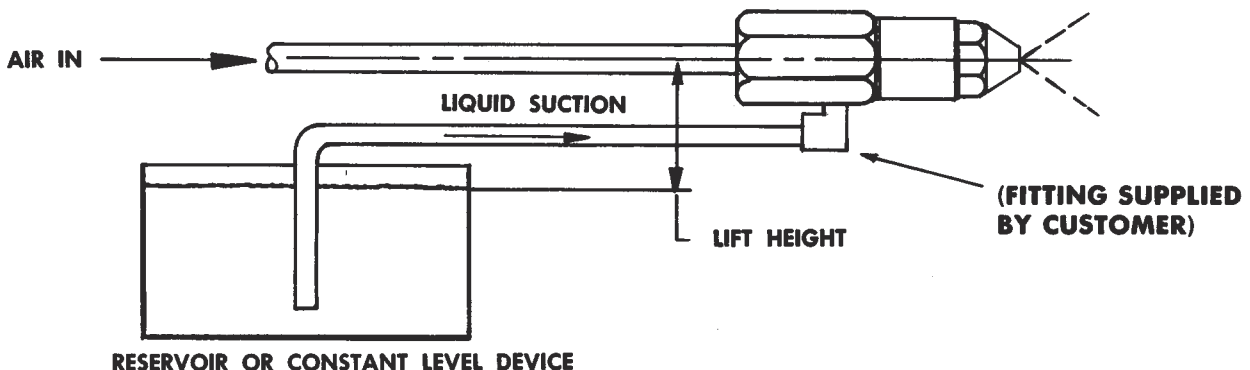 AIR IN
LIQUID SUCTION
(FITTING SUPPLIED
BY CUSTOMER)
LIFT HEIGHT
RESERVOIR OR CONSTANT LEVEL DEVICE